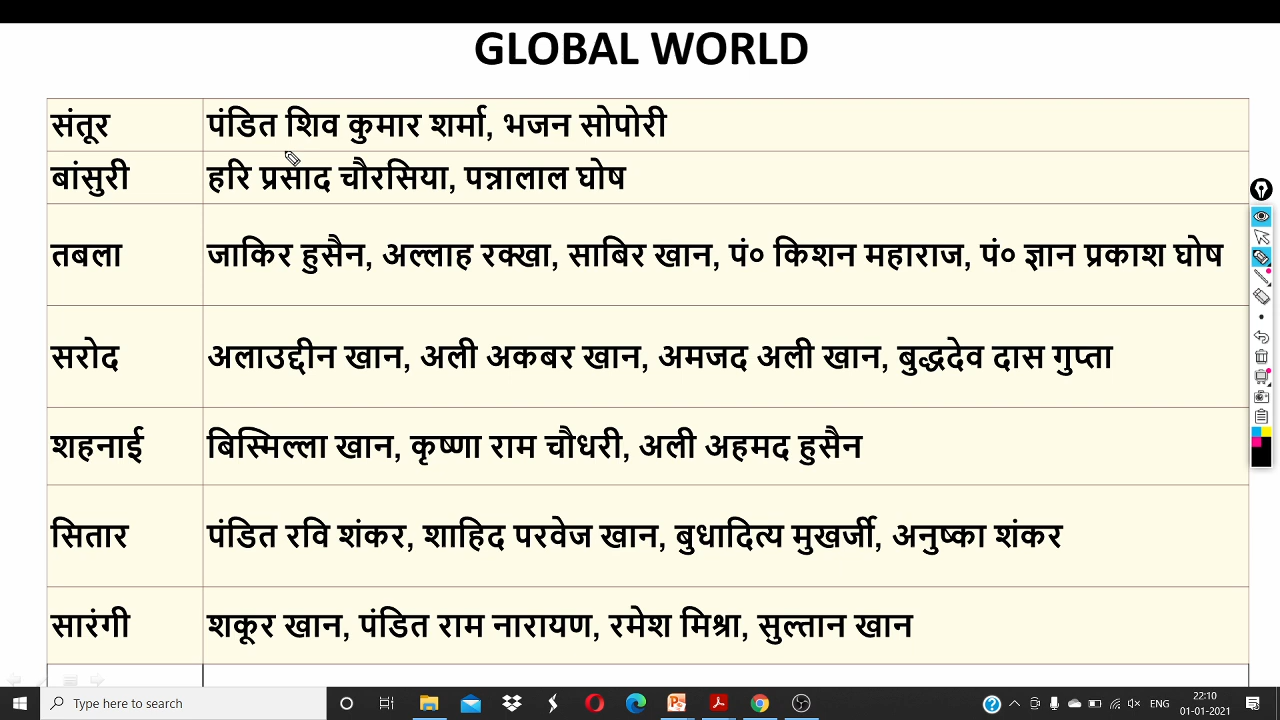 GLOBAL WORLD
संतूर पंडित शिव कुमार शर्मा, भजन सोपोरी
बांसुरी हरि प्रसाद चौरसिया, पन्नालाल घोष
तबला जाकिर हुसैन, अल्लाह रक्खा, साबिर खान, पं० किशन महाराज, पं० ज्ञान प्रकाश घोष
सरोद अलाउद्दीन खान, अली अकबर खान, अमजद अली खान, बुद्धदेव दास गुप्ता
शहनाई बिस्मिल्ला खान, कृष्णा राम चौधरी, अली अहमद हुसैन
सितार पंडित रवि शंकर, शाहिद परवेज खान, बुधादित्य मुखर्जी, अनुष्का शंकर
सारंगी शकूर खान, पंडित राम नारायण, रमेश मिश्रा, सुल्तान खान
Type here to search
ENG
22:10
01-01-2021